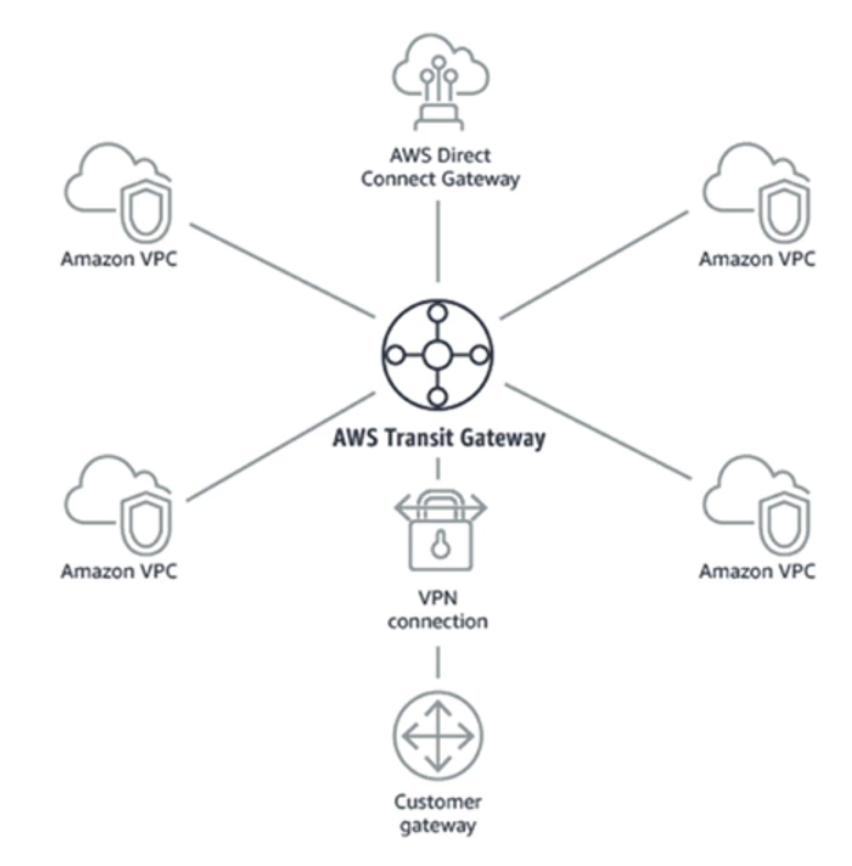 AWS Direct
Connect Gateway
Amazon VPC
Amazon VPC
AWS Transit Gateway
Amazon VPC
Amazon VPC
VPN
connection
Customer
gateway